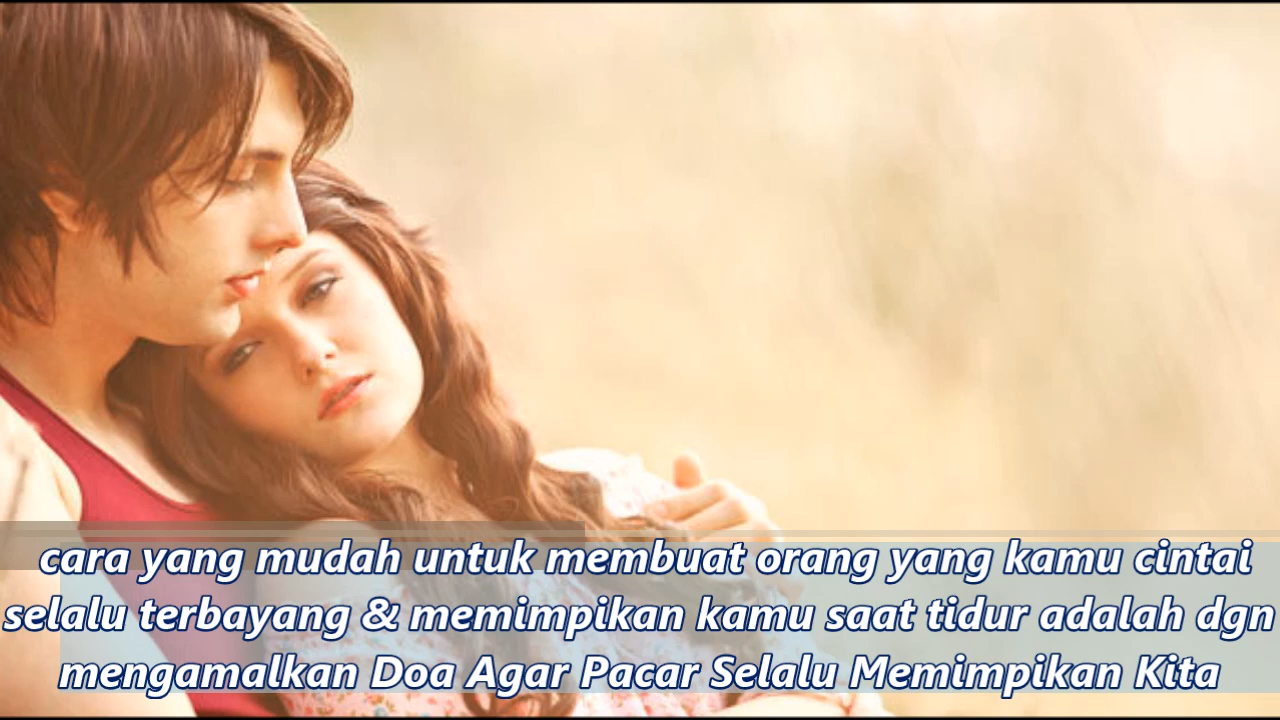 cara yang mudah untuk membuat orang yang kamu cintai
selalu terbayang & memimpikan kamu saat tidur adalah dgn
mengamalkan Doa Agar Pacar Selalu Memimpikan Kita